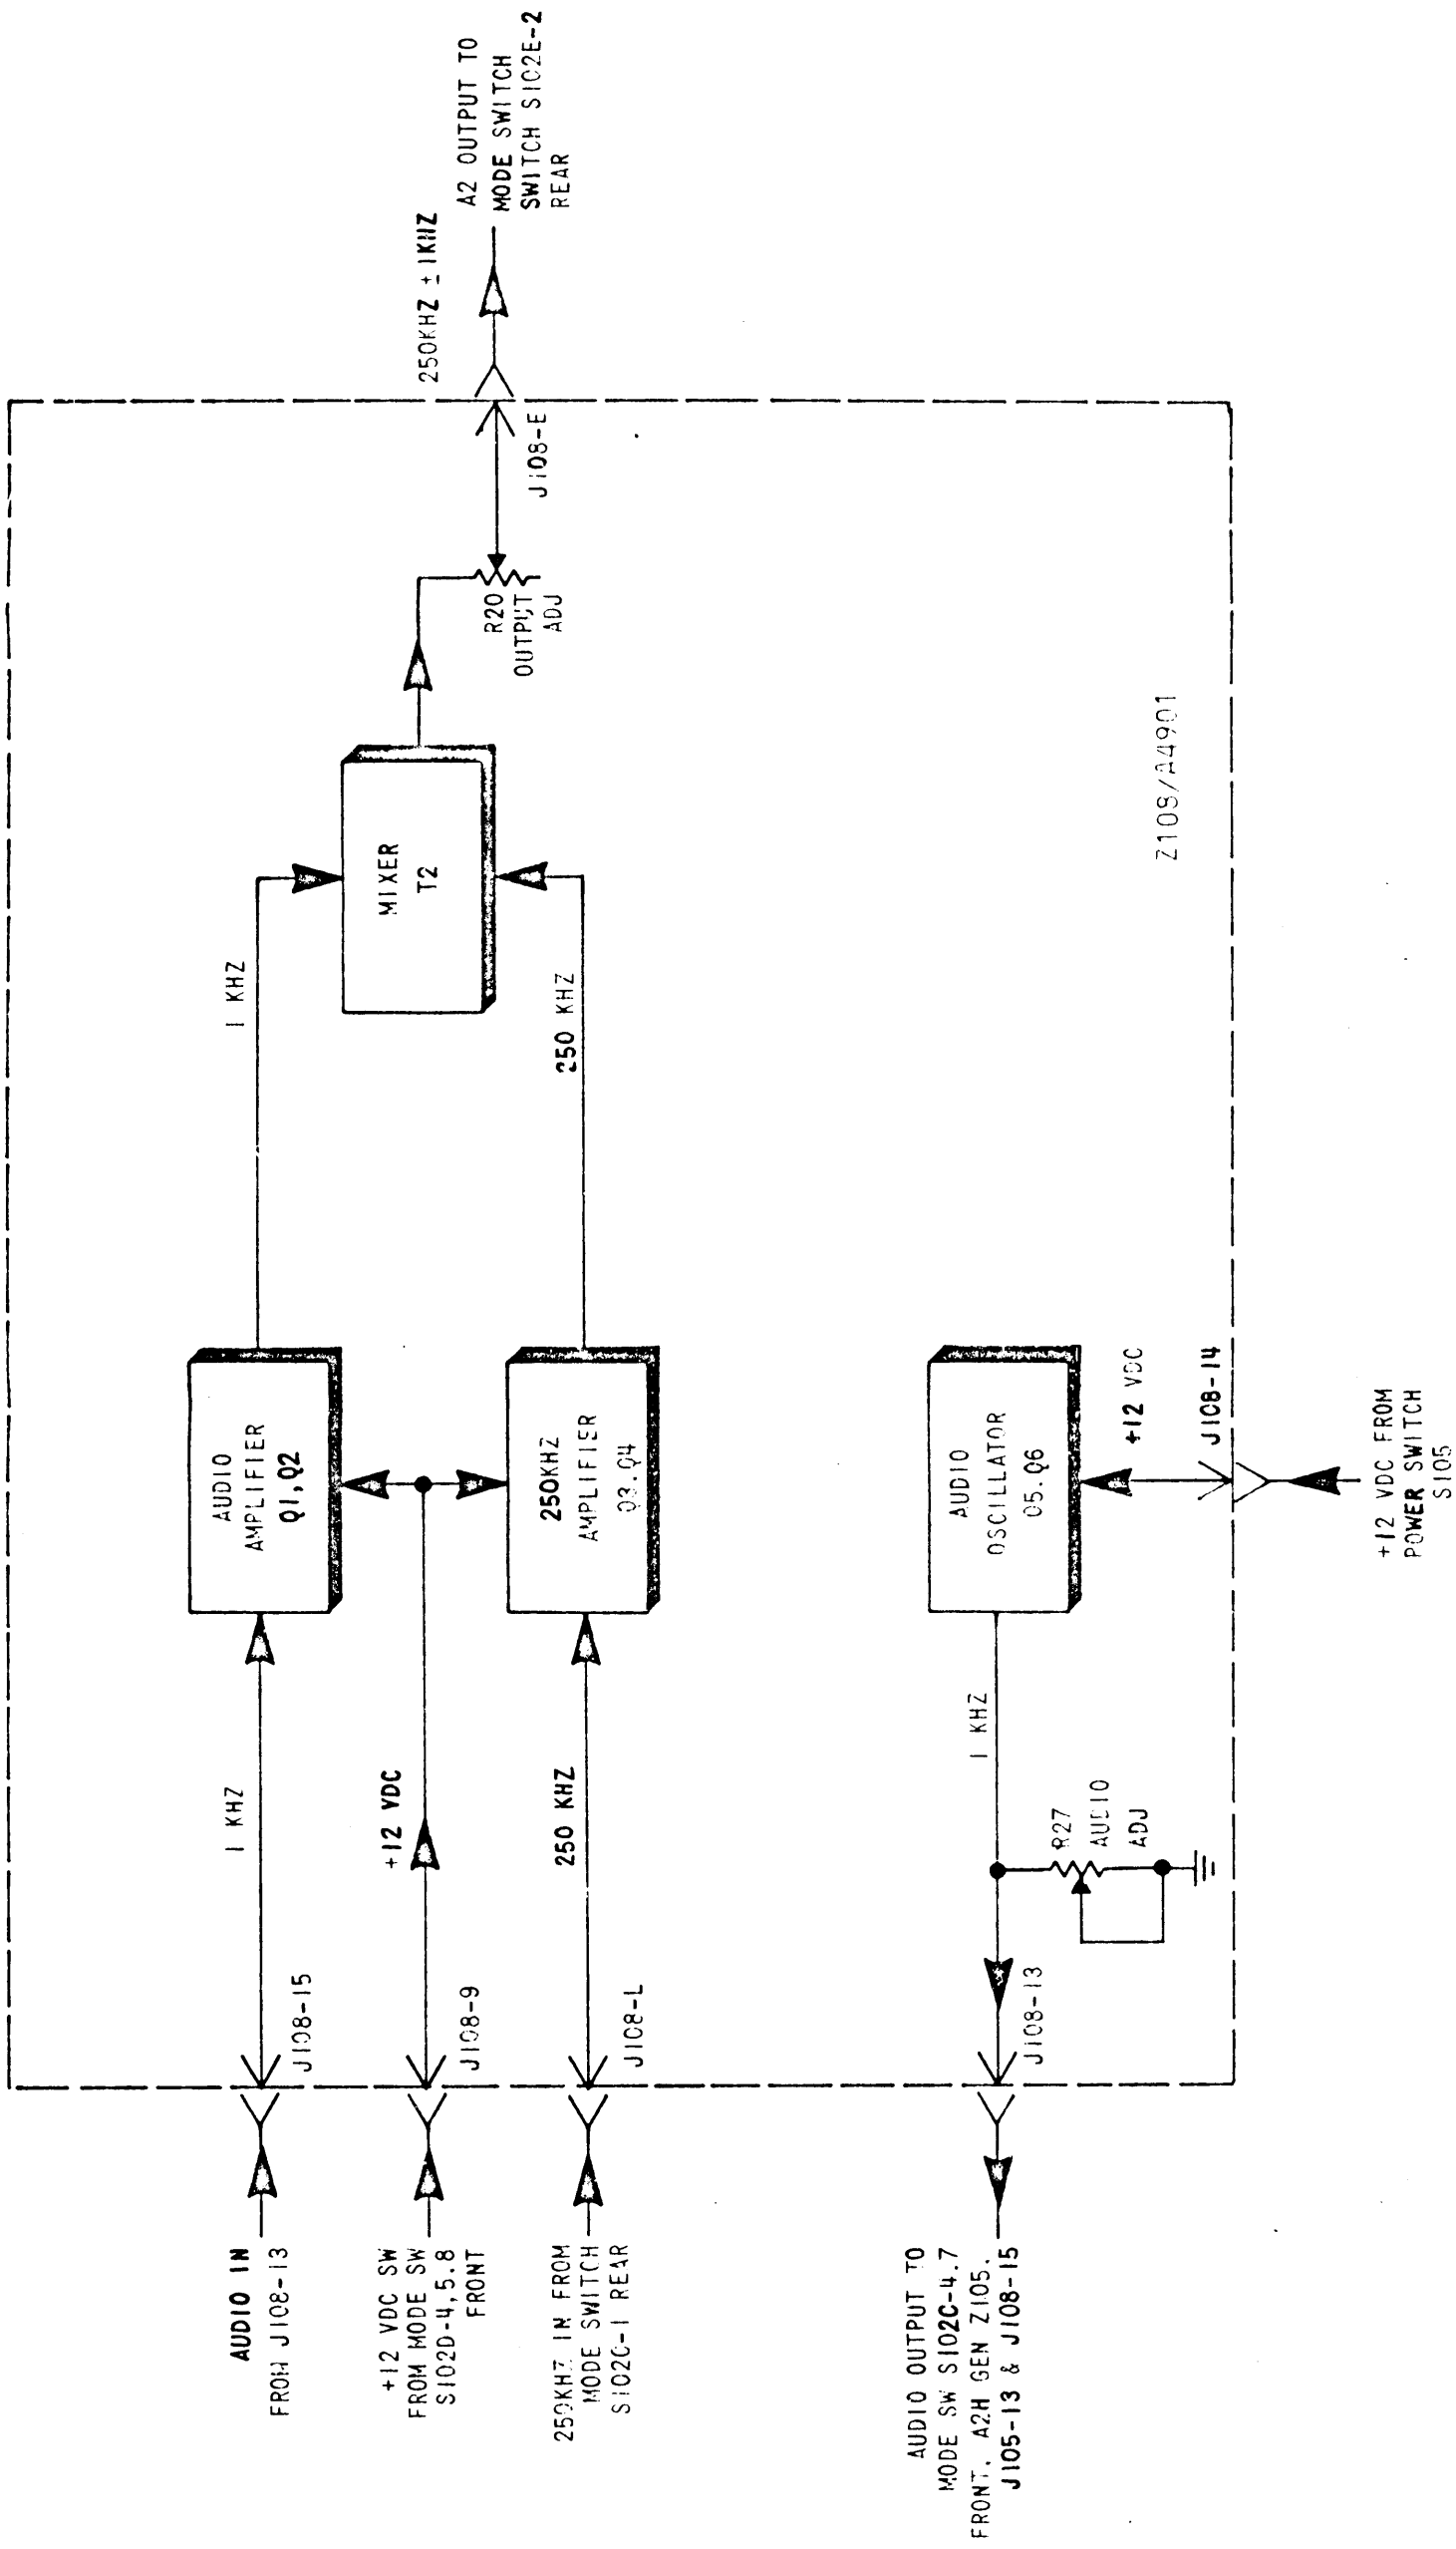 AUDIO IN
FROM J108-13
+12 VDC SW
FROM MODE SW
S102D-4,5.8
FRONT
250KHZ IN FROM
MODE SWITCH
S102C-1 REAR
AUDIO OUTPUT TO
MODE SW S102C-4.7
FRONT, A2H GEN Z105.
J105-13 & J108-15
J108-15
J108-9
J108-L
J108-13
1 KHZ
+12 VDC
250 KHZ
1 KHZ
R27
AUDIO
ADJ
AUDIO
AMPLIFIER
Q1,Q2
250KHZ
AMPLIFIER
Q3.Q4
AUDIO
OSCILLATOR
Q5.Q6
+12 VDC
J108-14
+12 VDC FROM
POWER SWITCH
S105
1 KHZ
250 KHZ
MIXER
T2
Z108/A4901
R20
OUTPUT
ADJ
J108-E
250KHZ ± 1KHZ
A2 OUTPUT TO
MODE SWITCH
SWITCH S102E-2
REAR